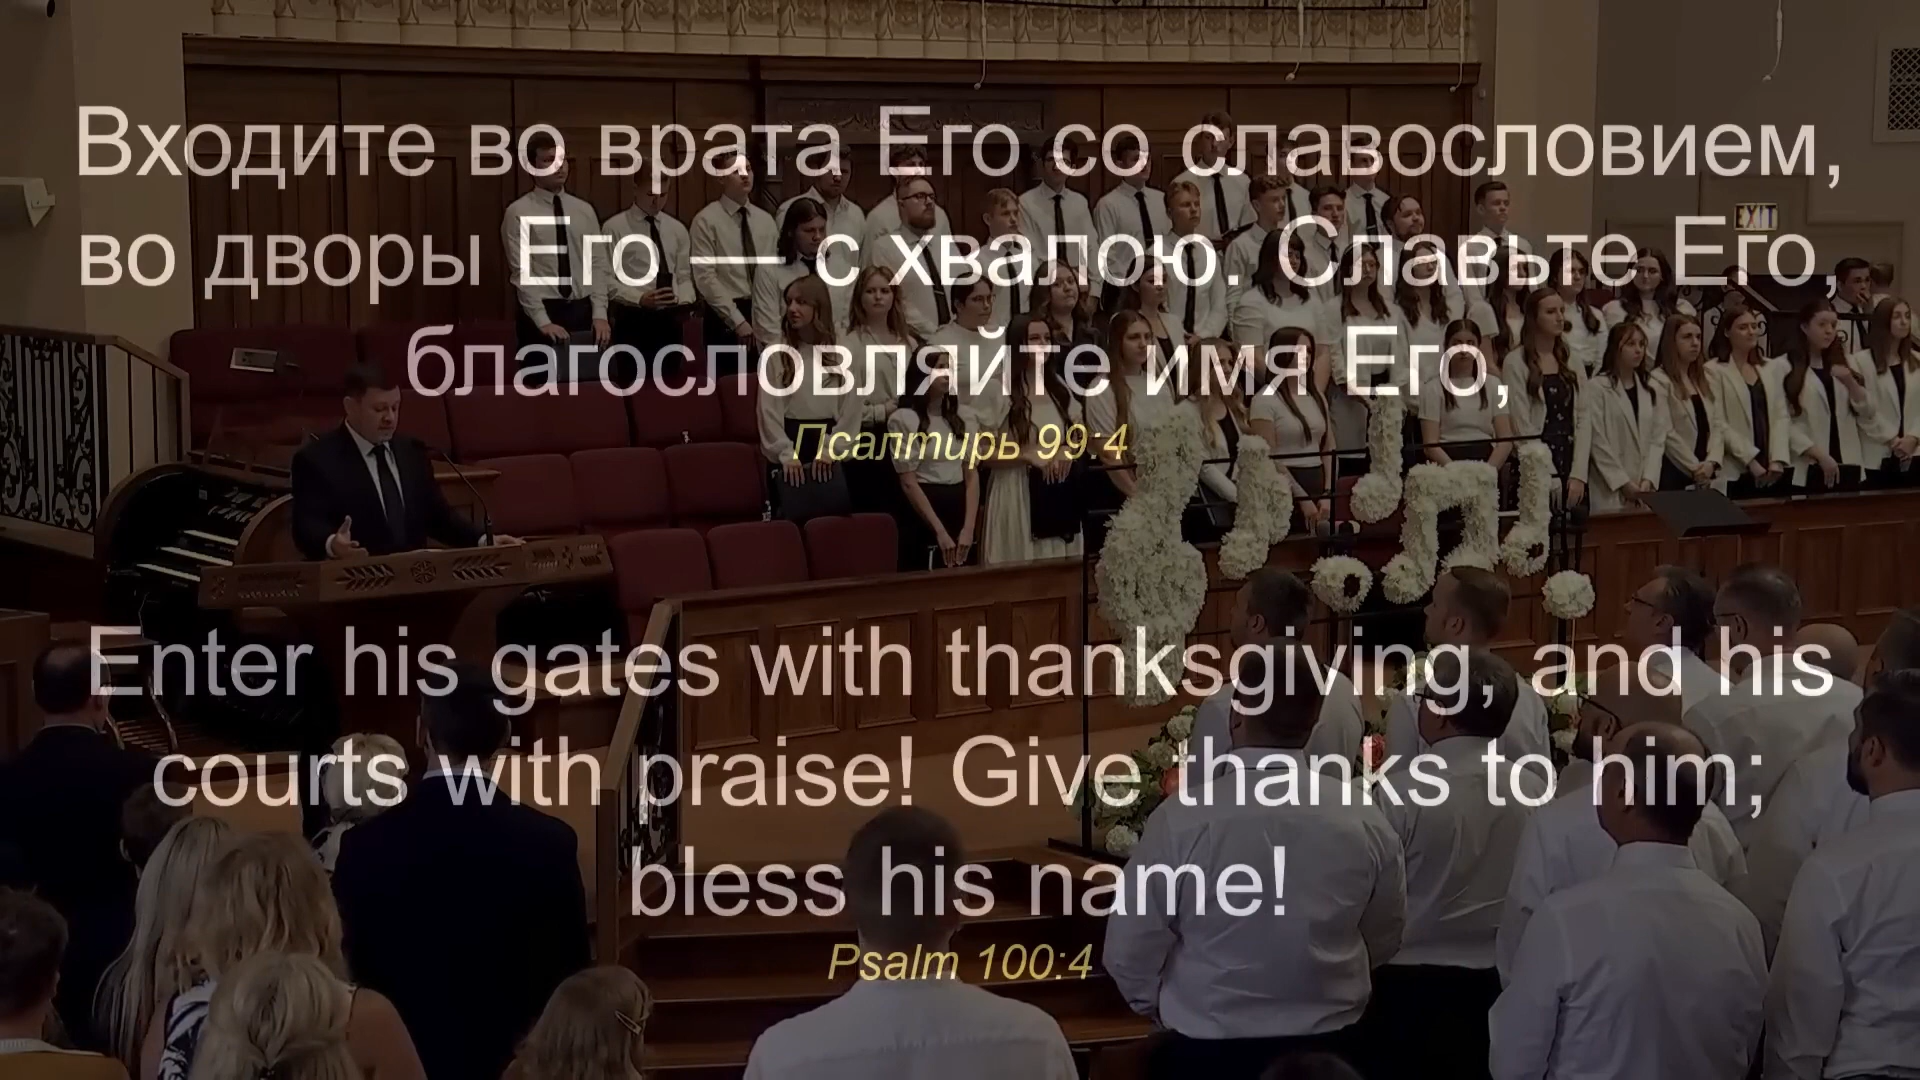 Входите во врата Его со славословием,
во дворы Его — с хвалою. Славьте Его,
благословляйте имя Его,
Псалтирь 99:4
EXIT
Enter his gates with thanksgiving, and his
courts with praise! Give thanks to him;
bless his name!
Psalm 100:4